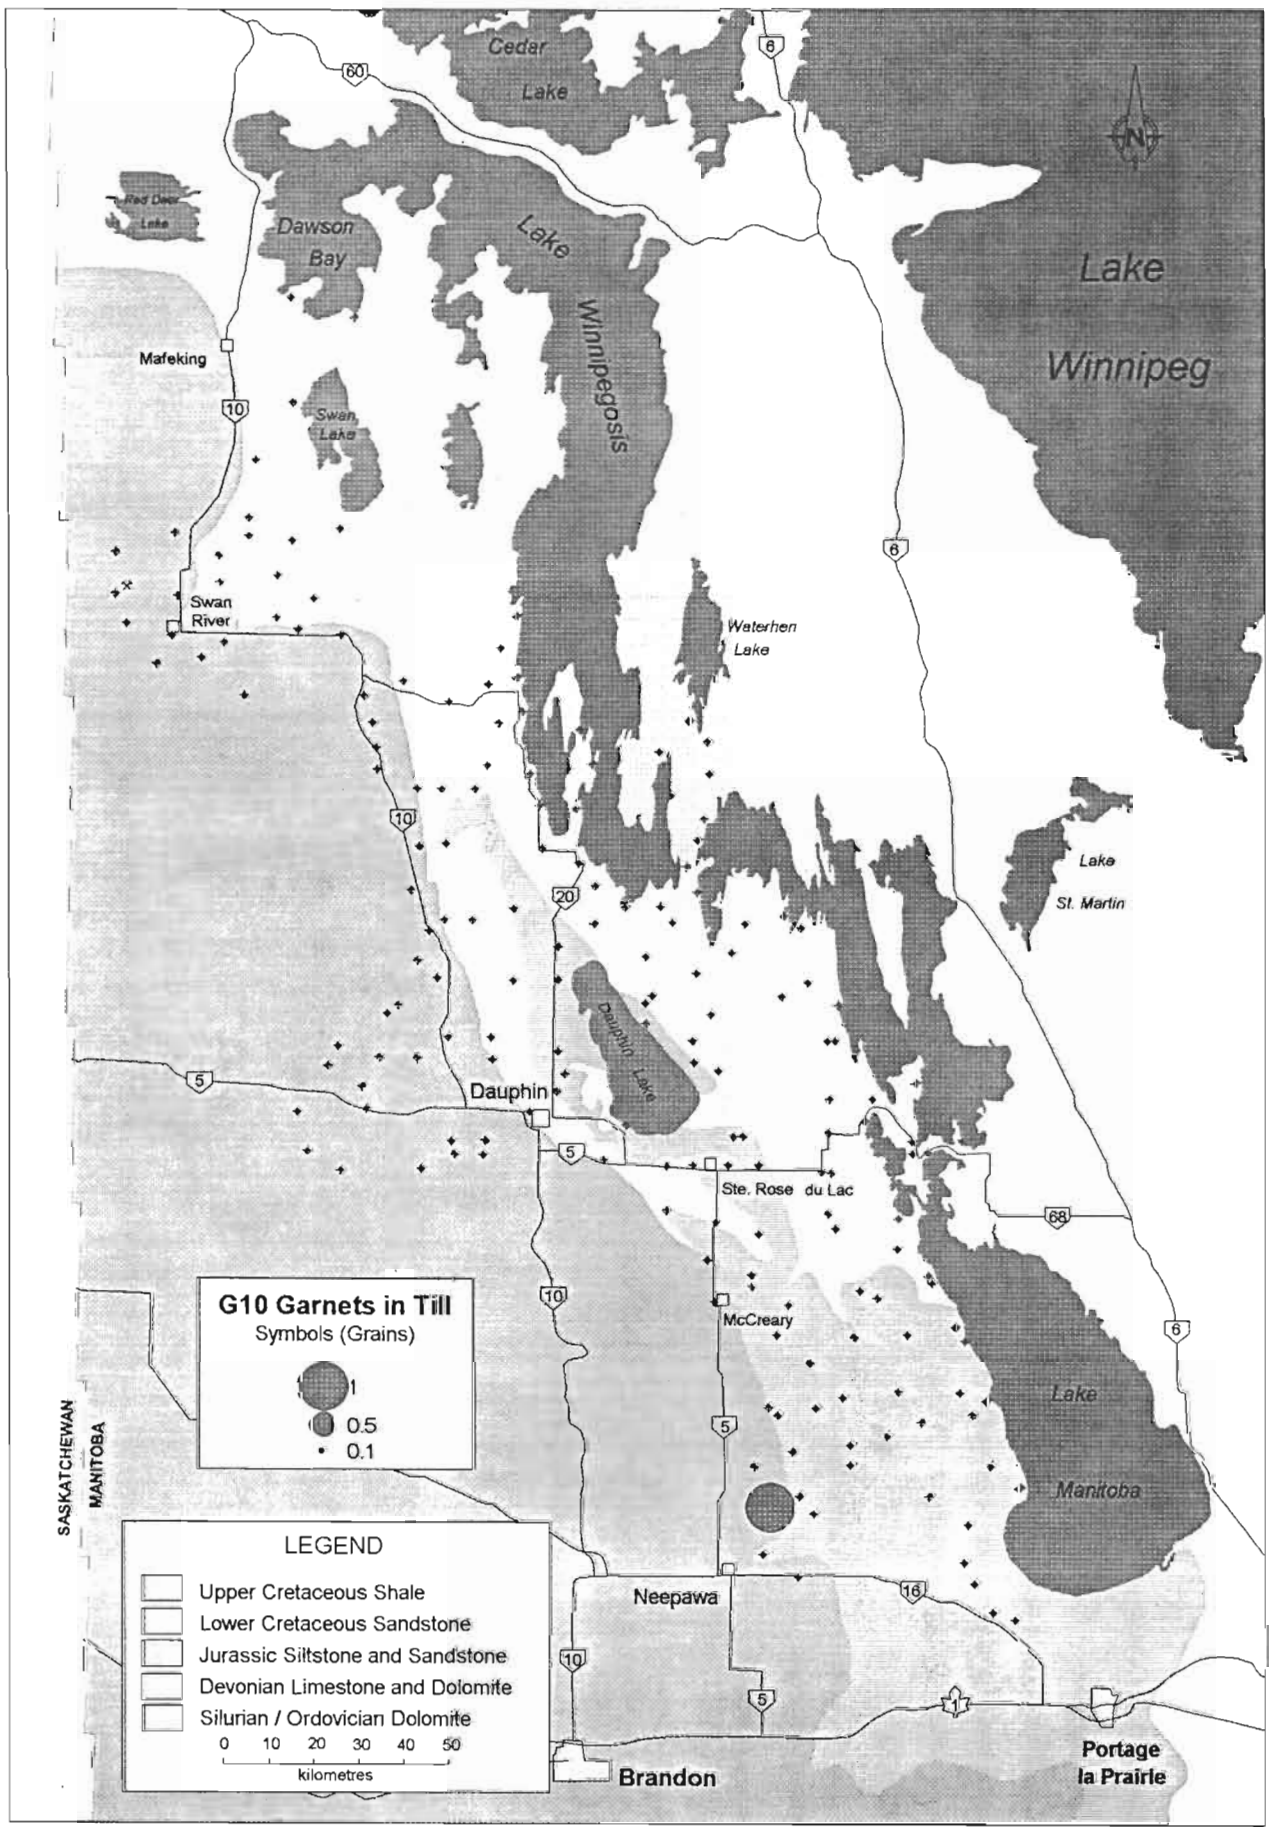 Cedar
Lake
6
60
N
Red Deer
Lake
Dawson
Bay
Lake
Winnipegosis
Lake
Winnipeg
Mafeking
10
Swan
Lake
6
Swan
River
Waterhen
Lake
10
20
Lake
St. Martin
Dauphin Lake
5
Dauphin
5
Ste. Rose du Lac
68
10
McCreary
6
G10 Garnets in Till
Symbols (Grains)
1
0.5
0.1
SASKATCHEWAN
MANITOBA
5
Lake
Manitoba
LEGEND
Upper Cretaceous Shale
Lower Cretaceous Sandstone
Jurassic Siltstone and Sandstone
Devonian Limestone and Dolomite
Silurian / Ordovician Dolomite
0 10 20 30 40 50
kilometres
Neepawa
16
10
5
1
Brandon
Portage
la Prairie